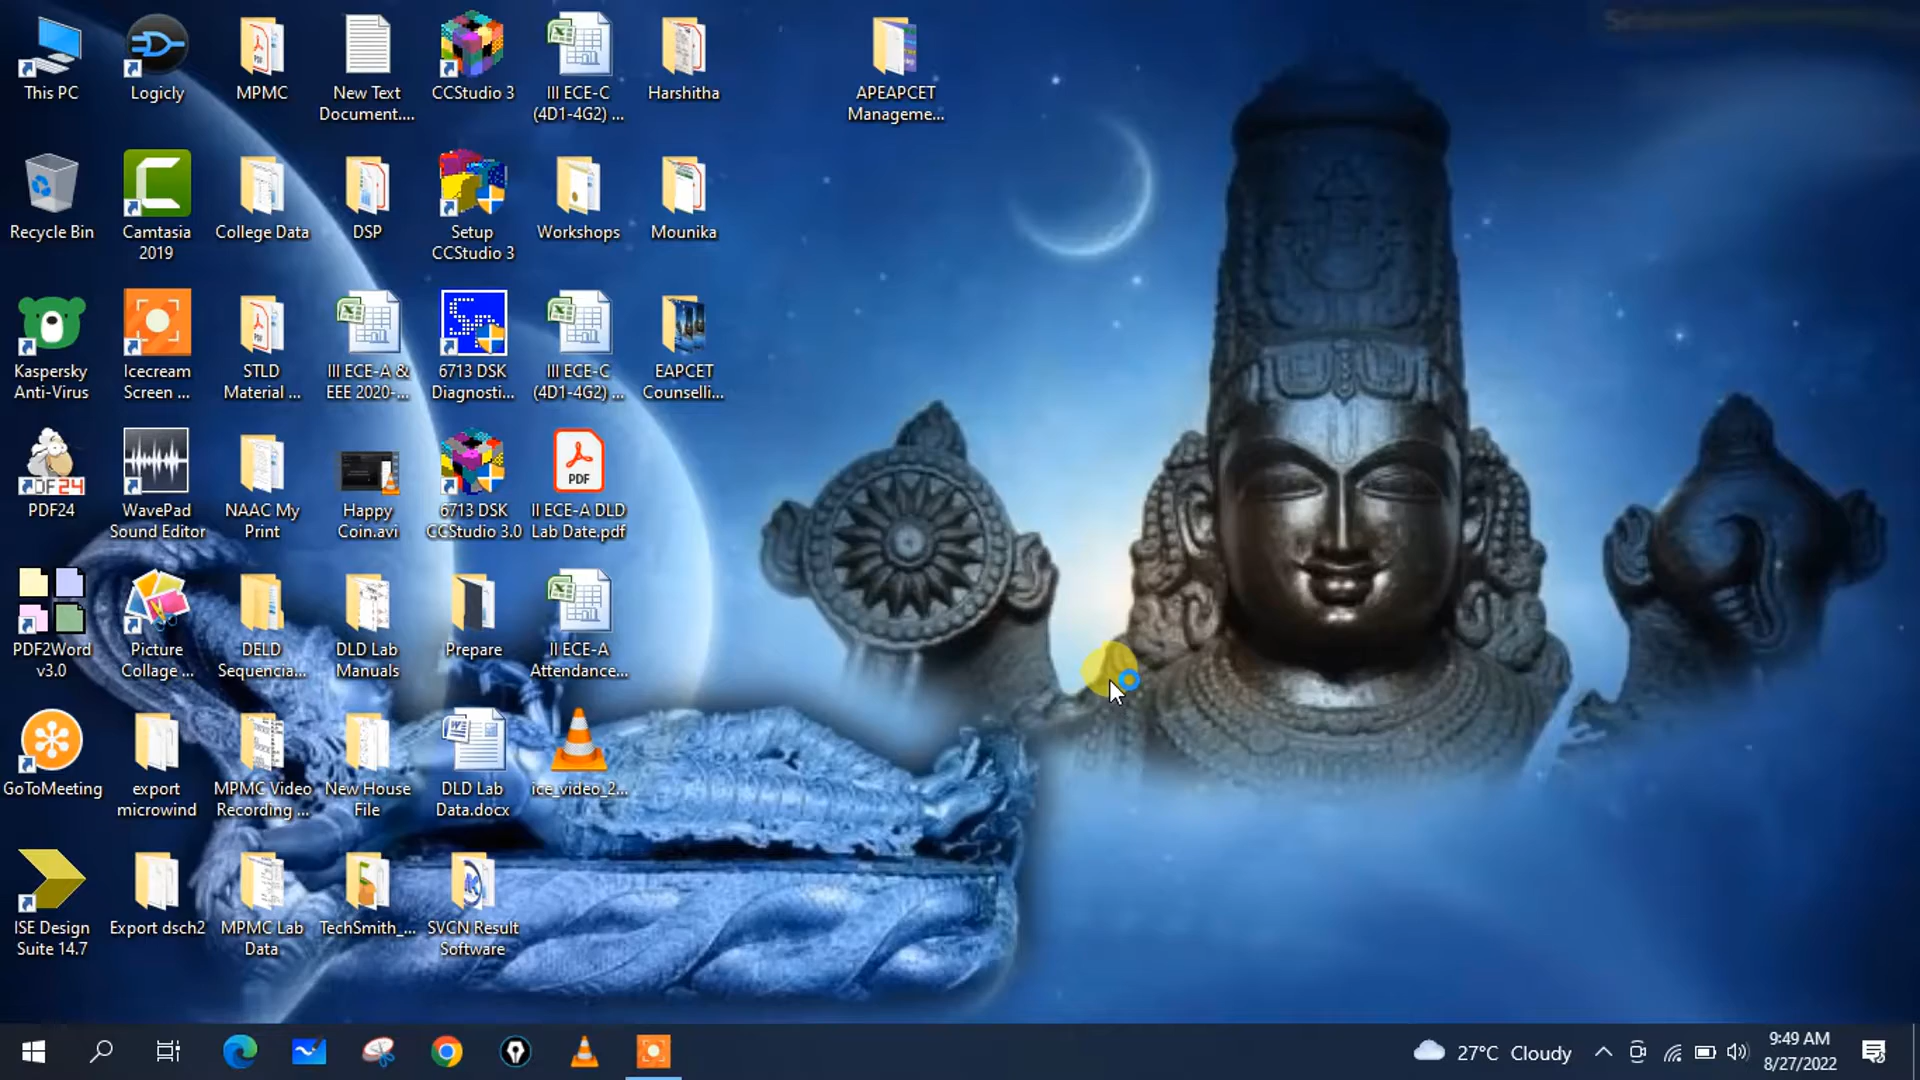 This PC
Logicly
MPMC
New Text
Document....
CCStudio 3
III ECE-C
(4D1-4G2) ...
Harshitha
APEAPCET
Manageme...
Recycle Bin
Camtasia
2019
College Data
DSP
Setup
CCStudio 3
Workshops
Mounika
Kaspersky
Anti-Virus
Icecream
Screen ...
STLD
Material ...
III ECE-A &
EEE 2020-...
6713 DSK
Diagnosti...
III ECE-C
(4D1-4G2) ...
EAPCET
Counselli...
PDF24
WavePad
Sound Editor
NAAC My
Print
Happy
Coin.avi
6713 DSK
CCStudio 3.0
PDF
II ECE-A DLD
Lab Date.pdf
PDF2Word
v3.0
Picture
Collage ...
DELD
Sequencia...
DLD Lab
Manuals
Prepare
II ECE-A
Attendance...
GoToMeeting
export
microwind
MPMC Video
Recording ...
New House
File
DLD Lab
Data.docx
ice_video_2...
ISE Design
Suite 14.7
Export dsch2
MPMC Lab
Data
TechSmith_...
SVCN Result
Software
27°C Cloudy
9:49 AM
8/27/2022